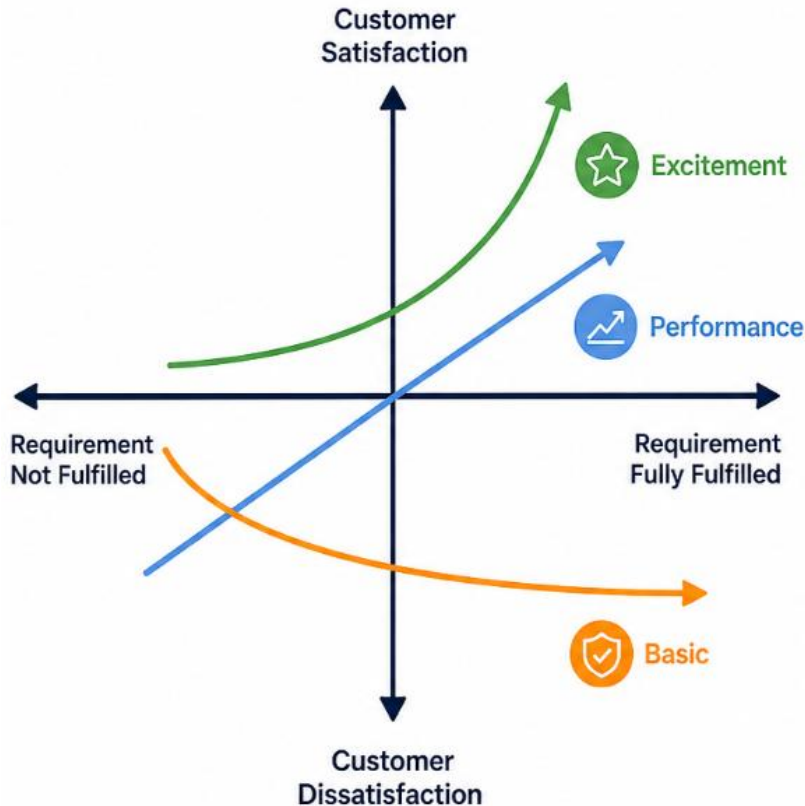 Customer
Satisfaction
Excitement
Performance
Requirement
Not Fulfilled
Requirement
Fully Fulfilled
Basic
Customer
Dissatisfaction